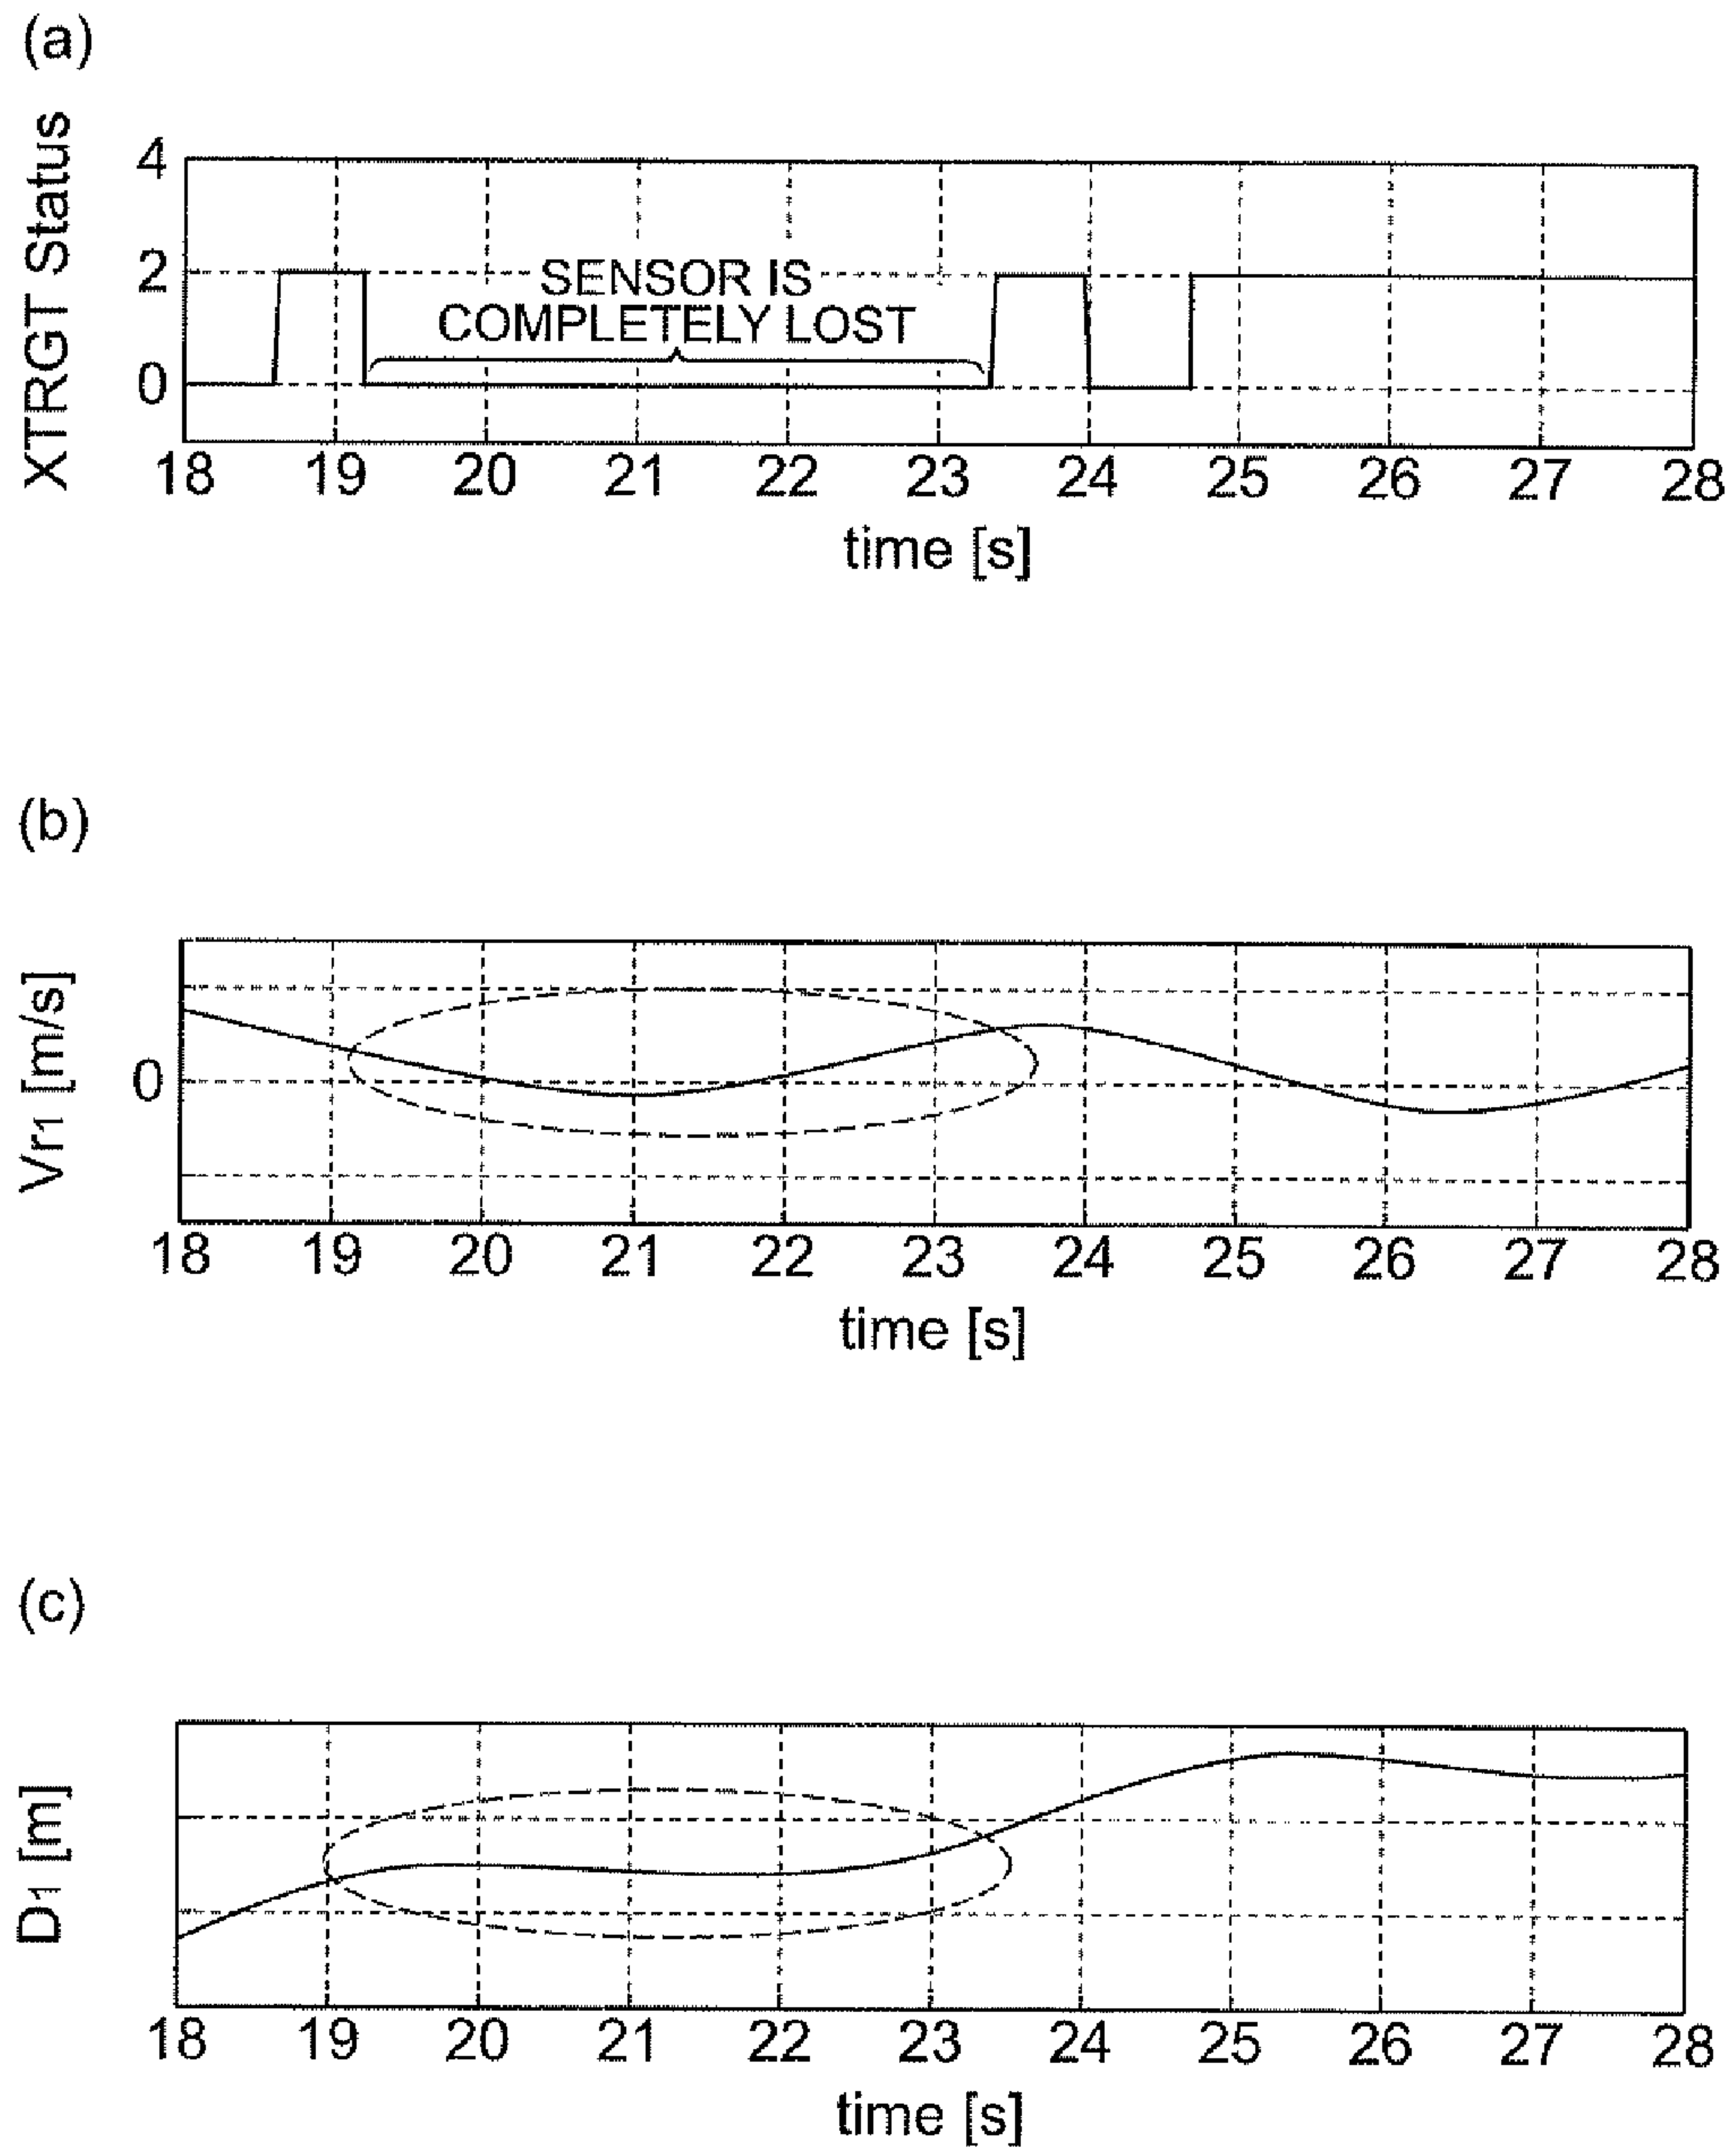 (a)
XTRGT Status
4
2
0
SENSOR IS
COMPLETELY LOST
18 19 20 21 22 23 24 25 26 27 28
time [s]
(b)
Vr1 [m/s]
0
18 19 20 21 22 23 24 25 26 27 28
time [s]
(c)
D1 [m]
18 19 20 21 22 23 24 25 26 27 28
time [s]